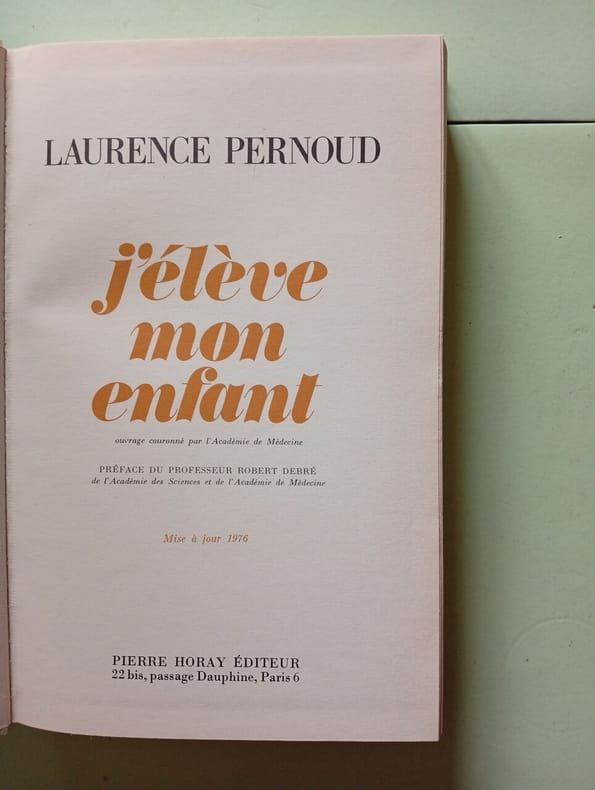 LAURENCE PERNOUD
j'élève
mon
enfant
ouvrage couronné par l'Académie de Médecine
PRÉFACE DU PROFESSEUR ROBERT DEBRÉ
de l'Académie des Sciences et de l'Académie de Médecine
Mise à jour 1976
PIERRE HORAY ÉDITEUR
22 bis, passage Dauphine, Paris 6